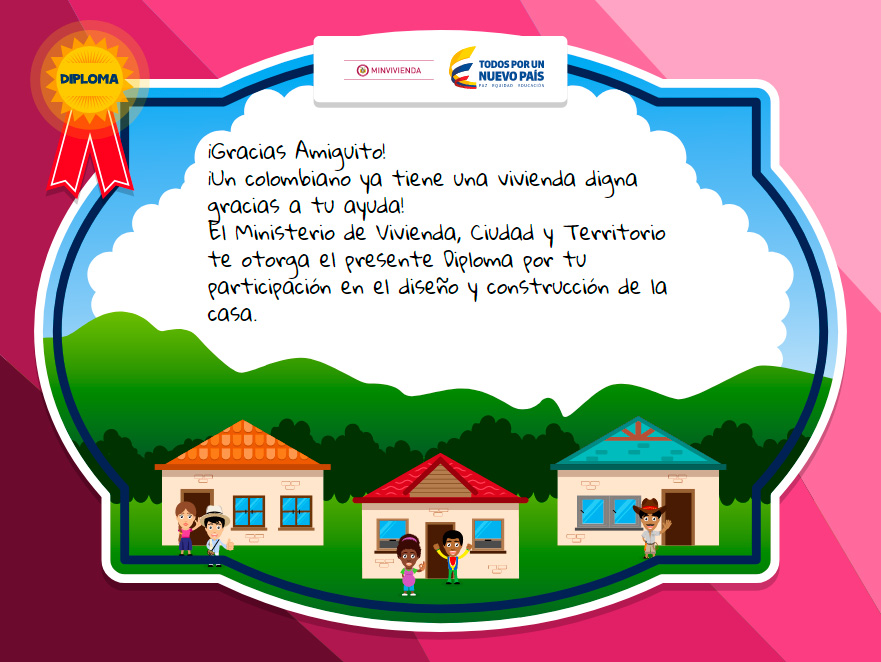 DIPLOMA
MINVIVIENDA
TODOS POR UN
NUEVO PAÍS
PAZ EQUIDAD EDUCACIÓN
¡Gracias Amiguito!
¡Un colombiano ya tiene una vivienda digna
gracias a tu ayuda!
El Ministerio de Vivienda, Ciudad y Territorio
te otorga el presente Diploma por tu
participación en el diseño y construcción de la
casa.